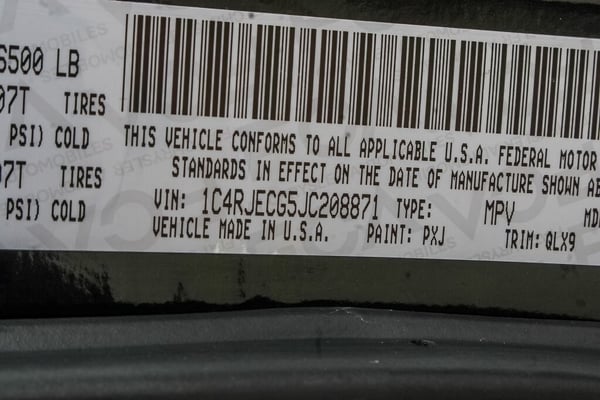 6500 LB
07T TIRES
PSI) COLD
07T TIRES
PSI) COLD
THIS VEHICLE CONFORMS TO ALL APPLICABLE U.S.A. FEDERAL MOTOR
STANDARDS IN EFFECT ON THE DATE OF MANUFACTURE SHOWN AB
VIN: 1C4RJECG5JC208871 TYPE: MPV MD
VEHICLE MADE IN U.S.A. PAINT: PXJ TRIM: QLX9